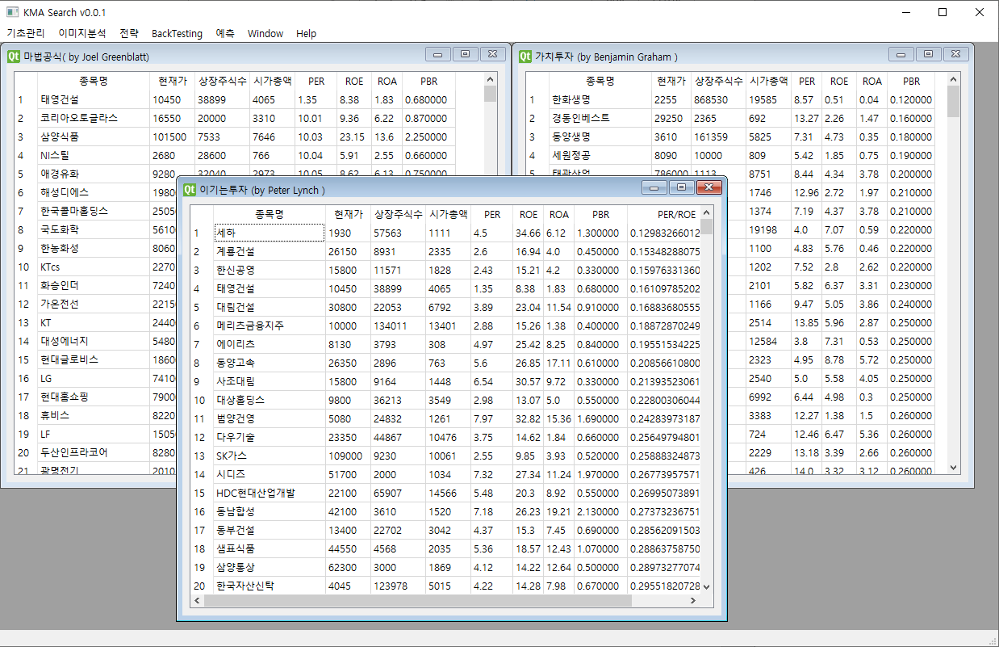 KMA Search v0.0.1
기초관리 이미지분석 전략 BackTesting 예측 Window Help
Qt 마법공식( by Joel Greenblatt)
종목명 현재가 상장주식수 시가총액 PER ROE ROA PBR
1 태영건설 10450 38899 4065 1.35 8.38 1.83 0.680000
2 코리아오토글라스 16550 20000 3310 10.01 9.36 6.22 0.870000
3 삼양식품 101500 7533 7646 10.03 23.15 13.6 2.250000
4 NI스틸 2680 28600 766 10.04 5.91 2.55 0.660000
5 애경유화 9280 32040 2973 10.05 8.62 6.13 0.750000
6 해성디에스 1980
7 한국콜마홀딩스 2505
8 국도화학 5610
9 한농화성 8060
10 KTcs 2270
11 화승인더 7240
12 가온전선 2215
13 KT 2440
14 대성에너지 5480
15 현대글로비스 1860
16 LG 7410
17 현대홈쇼핑 7900
18 휴비스 8220
19 LF 1505
20 두산인프라코어 8280
21 광명전기 2010
Qt 가치투자 (by Benjamin Graham )
종목명 현재가 상장주식수 시가총액 PER ROE ROA PBR
1 한화생명 2255 868530 19585 8.57 0.51 0.04 0.120000
2 경동인베스트 29250 2365 692 13.27 2.26 1.47 0.160000
3 동양생명 3610 161359 5825 7.31 4.73 0.35 0.180000
4 세원정공 8090 10000 809 5.42 1.85 0.75 0.190000
5 태광산업 786000 1113 8751 8.44 4.34 3.78 0.200000
1746 12.96 2.72 1.97 0.210000
1374 7.19 4.37 3.78 0.210000
19198 4.0 7.07 0.59 0.220000
1100 4.83 5.76 0.46 0.220000
1202 7.52 2.8 2.62 0.220000
2101 5.82 6.37 3.31 0.230000
1166 9.47 5.05 3.86 0.240000
2514 13.85 5.96 2.87 0.250000
12584 3.8 7.31 0.53 0.250000
2323 4.95 8.78 5.72 0.250000
2540 5.0 5.58 4.05 0.250000
6992 6.44 4.98 0.3 0.250000
3383 12.27 1.38 1.5 0.260000
724 12.46 6.47 5.36 0.260000
2229 13.18 3.39 2.66 0.260000
426 14.0 3.32 3.12 0.260000
Qt 이기는투자 (by Peter Lynch )
종목명 현재가 상장주식수 시가총액 PER ROE ROA PBR PER/ROE
1 세하 1930 57563 1111 4.5 34.66 6.12 1.300000 0.12983266012
2 계룡건설 26150 8931 2335 2.6 16.94 4.0 0.450000 0.15348288075
3 한신공영 15800 11571 1828 2.43 15.21 4.2 0.330000 0.15976331360
4 태영건설 10450 38899 4065 1.35 8.38 1.83 0.680000 0.16109785202
5 대림건설 30800 22053 6792 3.89 23.04 11.54 0.910000 0.16883680555
6 메리츠금융지주 10000 134011 13401 2.88 15.26 1.38 0.400000 0.18872870249
7 에이리츠 8130 3793 308 4.97 25.42 8.25 0.840000 0.19551534225
8 동양고속 26350 2896 763 5.6 26.85 17.11 0.610000 0.20856610800
9 사조대림 15800 9164 1448 6.54 30.57 9.72 0.330000 0.21393523061
10 대상홀딩스 9800 36213 3549 2.98 13.07 5.0 0.550000 0.22800306044
11 범양건영 5080 24832 1261 7.97 32.82 15.36 1.690000 0.24283973187
12 다우기술 23350 44867 10476 3.75 14.62 1.84 0.660000 0.25649794801
13 SK가스 109000 9230 10061 2.55 9.85 3.93 0.520000 0.25888324873
14 시디즈 51700 2000 1034 7.32 27.34 11.24 1.970000 0.26773957571
15 HDC현대산업개발 22100 65907 14566 5.48 20.3 8.92 0.550000 0.26995073891
16 동남합성 42100 3610 1520 7.18 26.23 19.21 2.130000 0.27373236751
17 동부건설 13400 22702 3042 4.37 15.3 7.45 0.690000 0.28562091503
18 샘표식품 44550 4568 2035 5.36 18.57 12.43 1.070000 0.28863758750
19 삼양통상 62300 3000 1869 4.12 14.22 12.64 0.500000 0.28973277074
20 한국자산신탁 4045 123978 5015 4.22 14.28 7.98 0.670000 0.29551820728